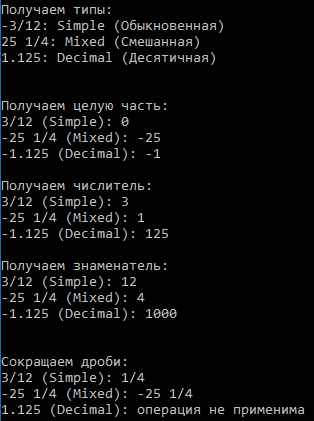 Получаем типы:
-3/12: Simple (Обыкновенная)
25 1/4: Mixed (Смешанная)
1.125: Decimal (Десятичная)
Получаем целую часть:
3/12 (Simple): 0
-25 1/4 (Mixed): -25
-1.125 (Decimal): -1
Получаем числитель:
3/12 (Simple): 3
-25 1/4 (Mixed): 1
-1.125 (Decimal): 125
Получаем знаменатель:
3/12 (Simple): 12
-25 1/4 (Mixed): 4
-1.125 (Decimal): 1000
Сокращаем дроби:
3/12 (Simple): 1/4
-25 1/4 (Mixed): -25 1/4
1.125 (Decimal): операция не применима